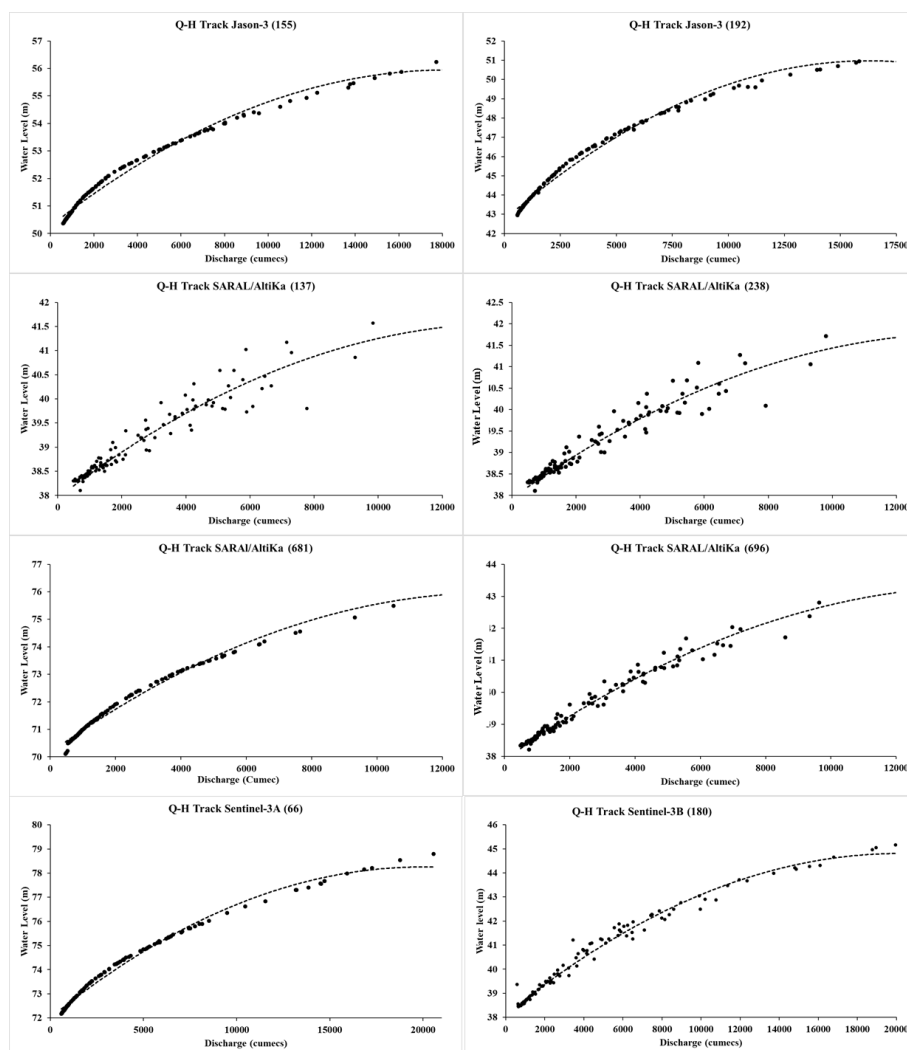 Q-H Track Jason-3 (155)
Water Level (m)
57
56
55
54
53
52
51
50
0 2000 4000 6000 8000 10000 12000 14000 16000 18000
Discharge (cumecs)
Q-H Track Jason-3 (192)
Water Level (m)
52
51
50
49
48
47
46
45
44
43
42
0 2500 5000 7500 10000 12500 15000 17500
Discharge (cumecs)
Q-H Track SARAL/AltiKa (137)
Water Level (m)
42
41.5
41
40.5
40
39.5
39
38.5
38
0 2000 4000 6000 8000 10000 12000
Discharge (cumecs)
Q-H Track SARAL/AltiKa (238)
Water Level (m)
42.5
42
41.5
41
40.5
40
39.5
39
38.5
38
0 2000 4000 6000 8000 10000 12000
Discharge (cumec)
Q-H Track SARAl/AltiKa (681)
Water Level (m)
77
76
75
74
73
72
71
70
0 2000 4000 6000 8000 10000 12000
Discharge (Cumec)
Q-H Track SARAL/AltiKa (696)
Water Level (m)
44
43
0 2000 4000 6000 8000 10000 12000
Discharge (cumecs)
Q-H Track Sentinel-3A (66)
Water Level (m)
80
79
78
77
76
75
74
73
72
0 5000 10000 15000 20000
Discharge (cumecs)
Q-H Track Sentinel-3B (180)
Water level (m)
46
45
44
43
42
41
40
39
38
0 2000 4000 6000 8000 10000 12000 14000 16000 18000 20000
Discharge (cumecs)